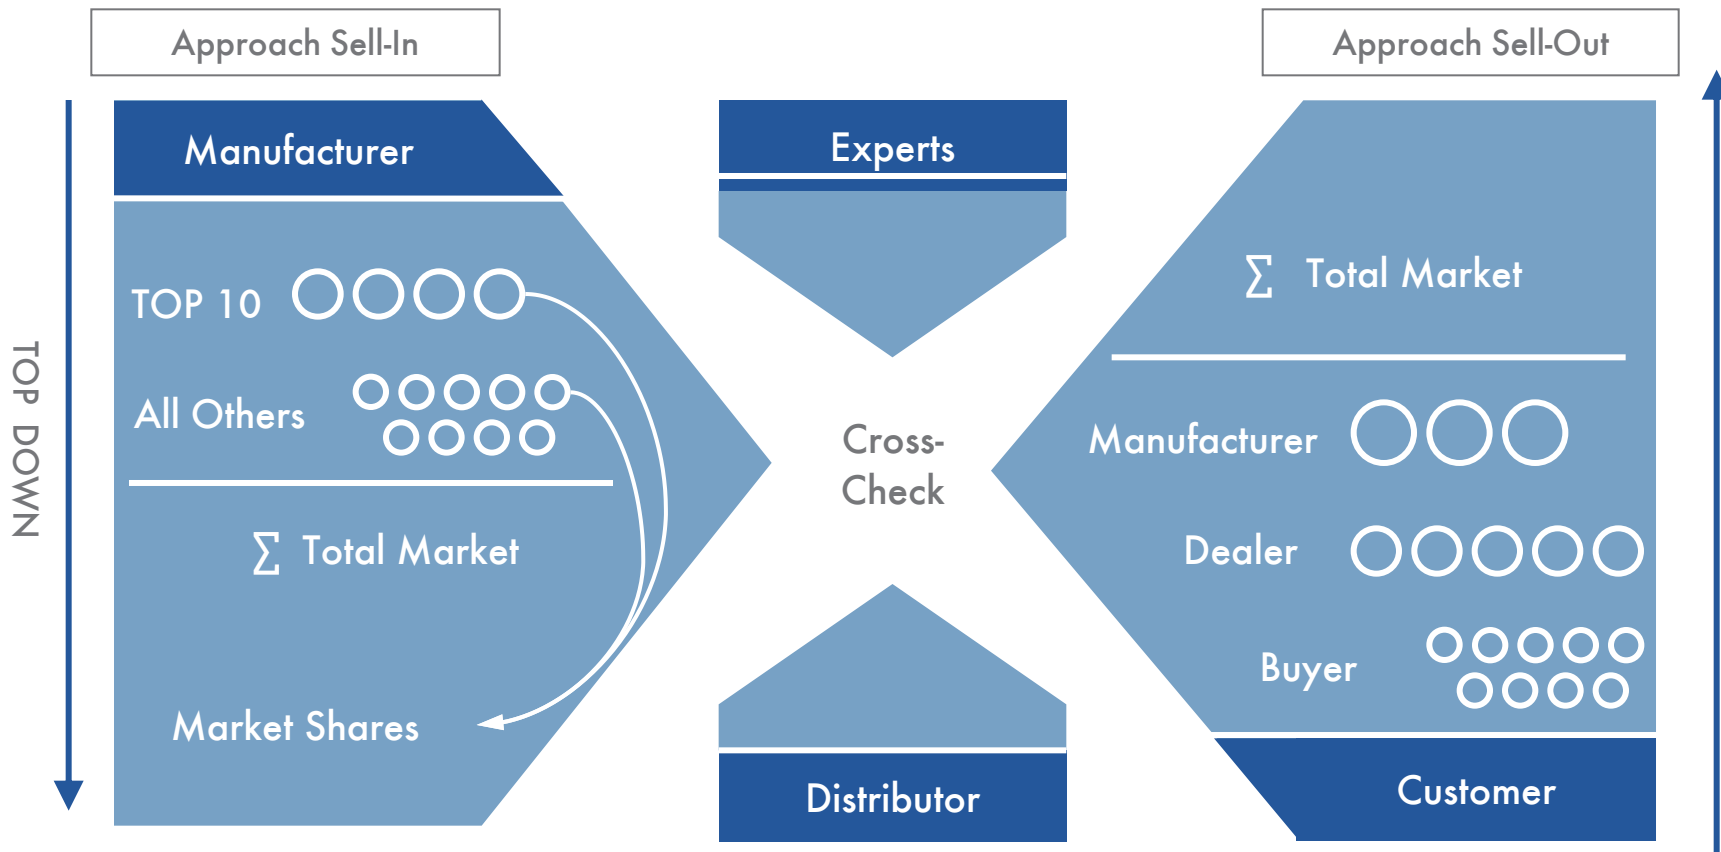 Approach Sell-In
Approach Sell-Out
Manufacturer
TOP 10
All Others
∑ Total Market
Market Shares
TOP DOWN
Experts
Cross-
Check
Distributor
∑ Total Market
Manufacturer
Dealer
Buyer
Customer